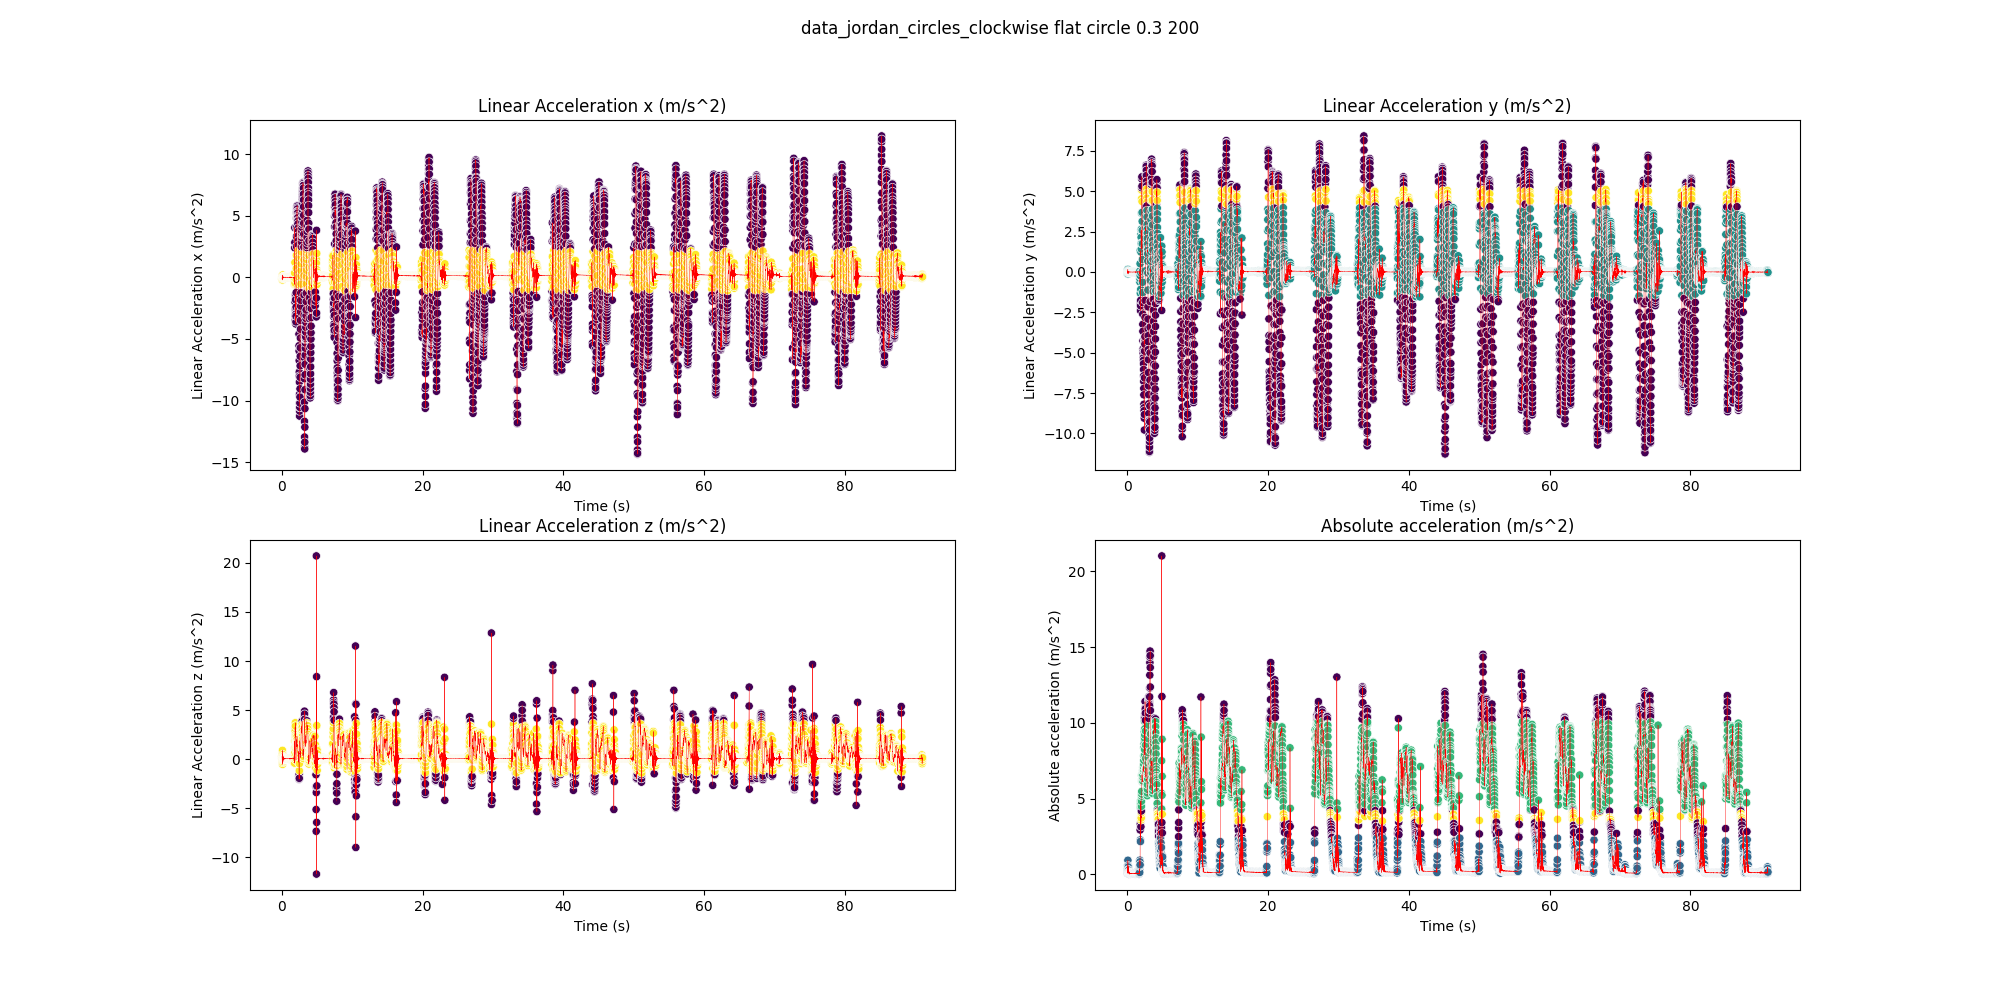 data_jordan_circles_clockwise flat circle 0.3 200
Linear Acceleration x (m/s^2)
Linear Acceleration x (m/s^2)
10
5
0
−5
−10
−15
0 20 40 60 80
Time (s)
Linear Acceleration y (m/s^2)
Linear Acceleration y (m/s^2)
7.5
5.0
2.5
0.0
−2.5
−5.0
−7.5
−10.0
0 20 40 60 80
Time (s)
Linear Acceleration z (m/s^2)
Linear Acceleration z (m/s^2)
20
15
10
5
0
−5
−10
0 20 40 60 80
Time (s)
Absolute acceleration (m/s^2)
Absolute acceleration (m/s^2)
20
15
10
5
0
0 20 40 60 80
Time (s)